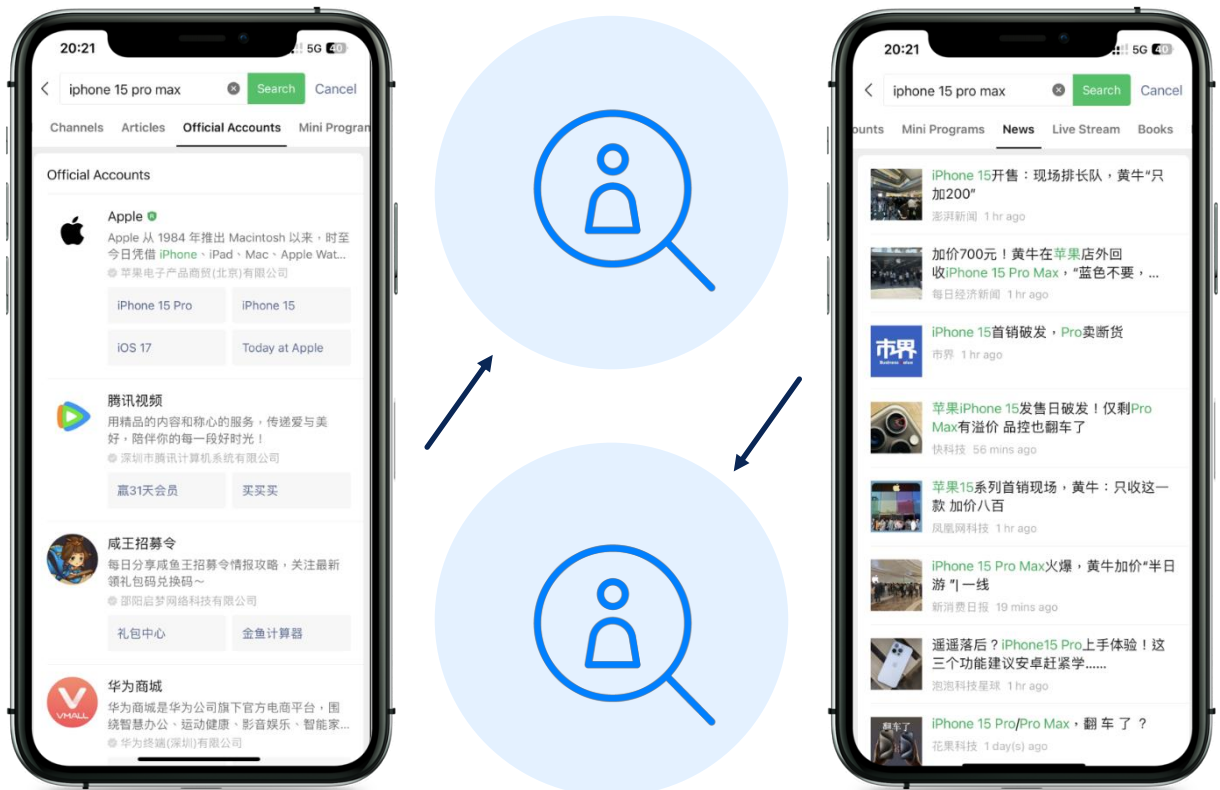 20:21
5G 40
iphone 15 pro max
Search
Cancel
Channels
Articles
Official Accounts
Mini Program
Official Accounts
Apple
Apple 从 1984 年推出 Macintosh 以来，时至
今日凭借 iPhone、iPad、Mac、Apple Wat...
苹果电子产品商贸(北京)有限公司
iPhone 15 Pro
iPhone 15
iOS 17
Today at Apple
腾讯视频
用精品的内容和称心的服务，传递爱与美
好，陪伴你的每一段好时光！
深圳市腾讯计算机系统有限公司
赢31天会员
买买买
咸王招募令
每日分享咸鱼王招募令情报攻略，关注最新
领礼包码兑换码～
邵阳启梦网络科技有限公司
礼包中心
金鱼计算器
VMALL
华为商城
华为商城是华为公司旗下官方电商平台，围
绕智慧办公、运动健康、影音娱乐、智能家...
华为终端(深圳)有限公司
20:21
5G 40
iphone 15 pro max
Search
Cancel
ounts
Mini Programs
News
Live Stream
Books
iPhone 15开售：现场排长队，黄牛“只
加200”
澎湃新闻 1 hr ago
加价700元！黄牛在苹果店外回
收iPhone 15 Pro Max，“蓝色不要，...
每日经济新闻 1 hr ago
市界
iPhone 15首销破发，Pro卖断货
市界 1 hr ago
苹果iPhone 15发售日破发！仅剩Pro
Max有溢价 品控也翻车了
快科技 56 mins ago
苹果15系列首销现场，黄牛：只收这一
款 加价八百
凤凰网科技 1 hr ago
iPhone 15 Pro Max火爆，黄牛加价“半日
游 ”| 一线
新消费日报 19 mins ago
遥遥落后？iPhone15 Pro上手体验！这
三个功能建议安卓赶紧学......
泡泡科技星球 1 hr ago
翻车了
iPhone 15 Pro/Pro Max，翻 车 了 ？
花果科技 1 day(s) ago